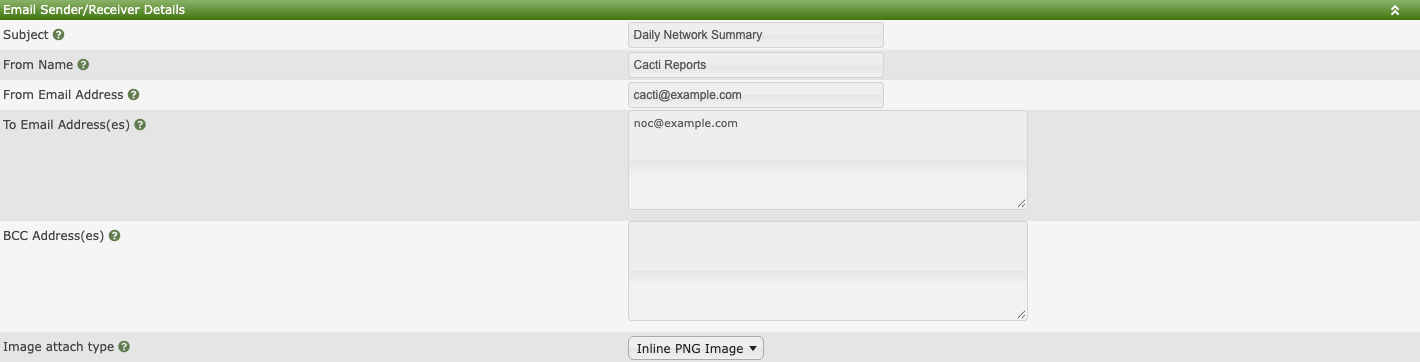 Email Sender/Receiver Details
Subject Daily Network Summary
From Name Cacti Reports
From Email Address cacti@example.com
To Email Address(es) noc@example.com
BCC Address(es)
Image attach type Inline PNG Image